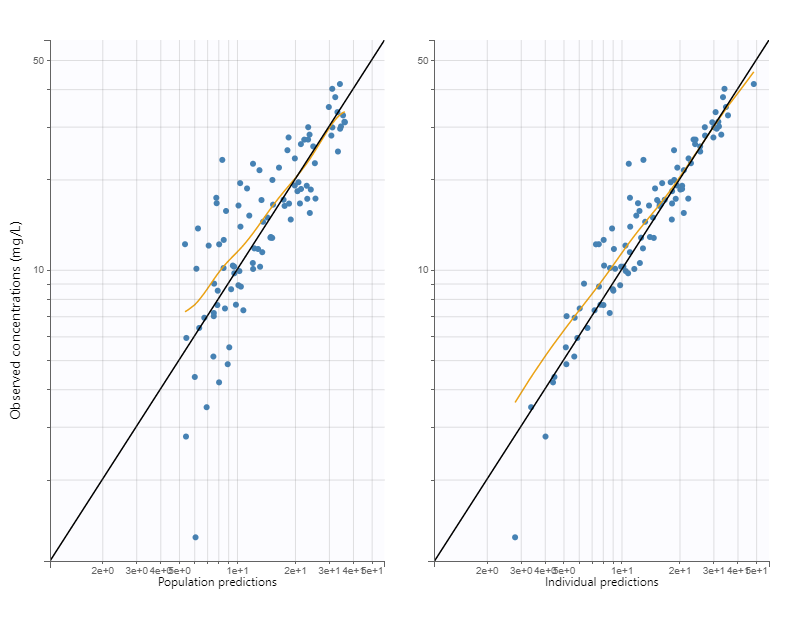 50
50
10
10
Observed concentrations (mg/L)
2e+0 3e+0 4e+0 5e+0 1e+1 2e+1 3e+1 4e+1 5e+1
2e+0 3e+0 4e+0 5e+0 1e+1 2e+1 3e+1 4e+1 5e+1
Population predictions
Individual predictions